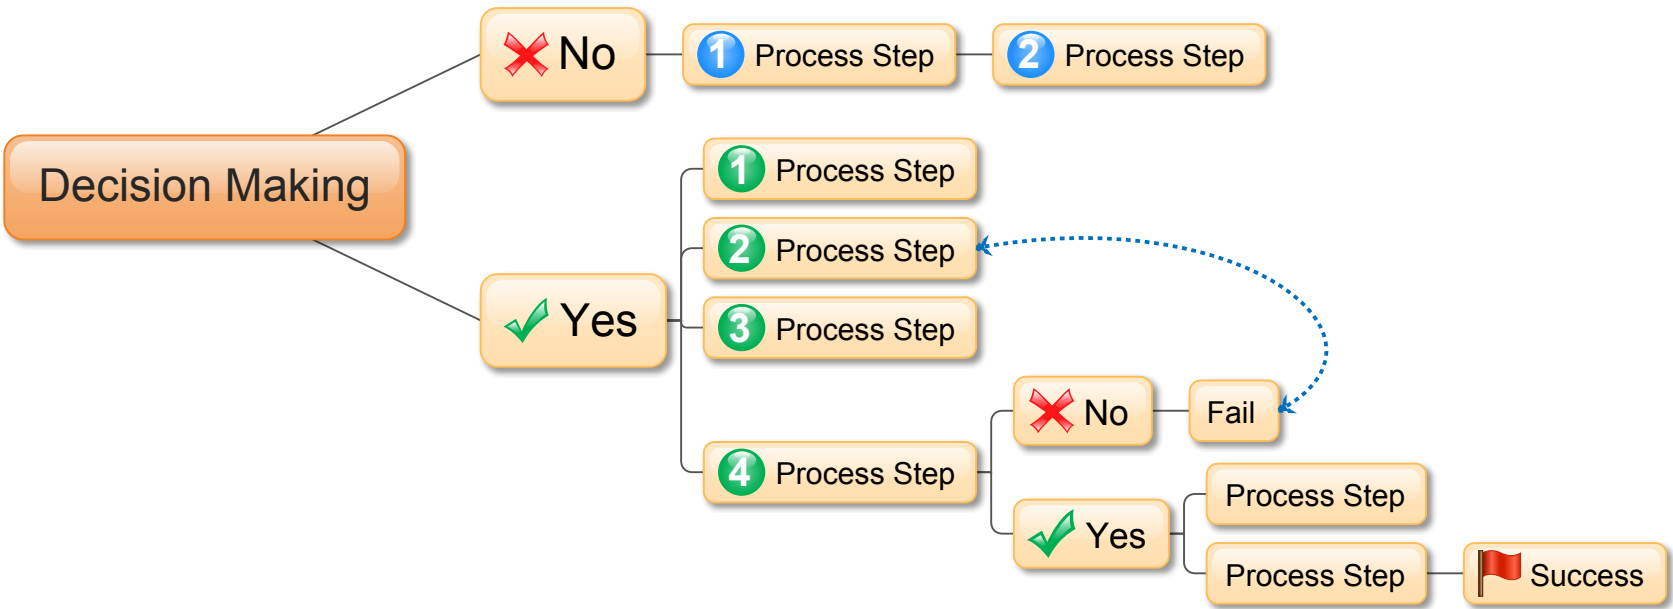 Decision Making
No
1 Process Step
2 Process Step
Yes
1 Process Step
2 Process Step
3 Process Step
4 Process Step
No
Fail
Yes
Process Step
Process Step
Success